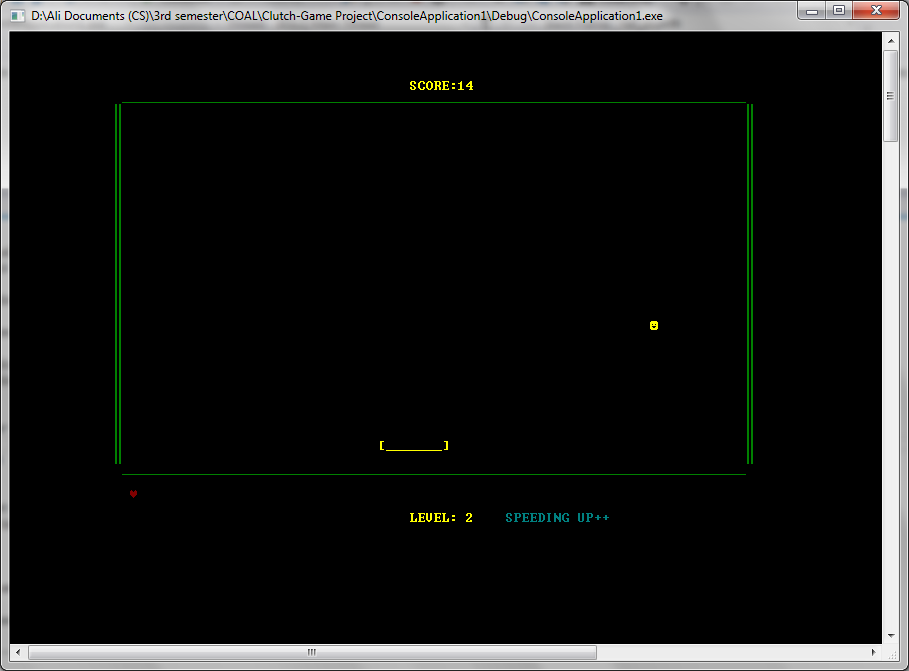 D:\Ali Documents (CS)\3rd semester\COAL\Clutch-Game Project\ConsoleApplication1\Debug\ConsoleApplication1.exe
SCORE:14
[_______]
LEVEL: 2 SPEEDING UP++